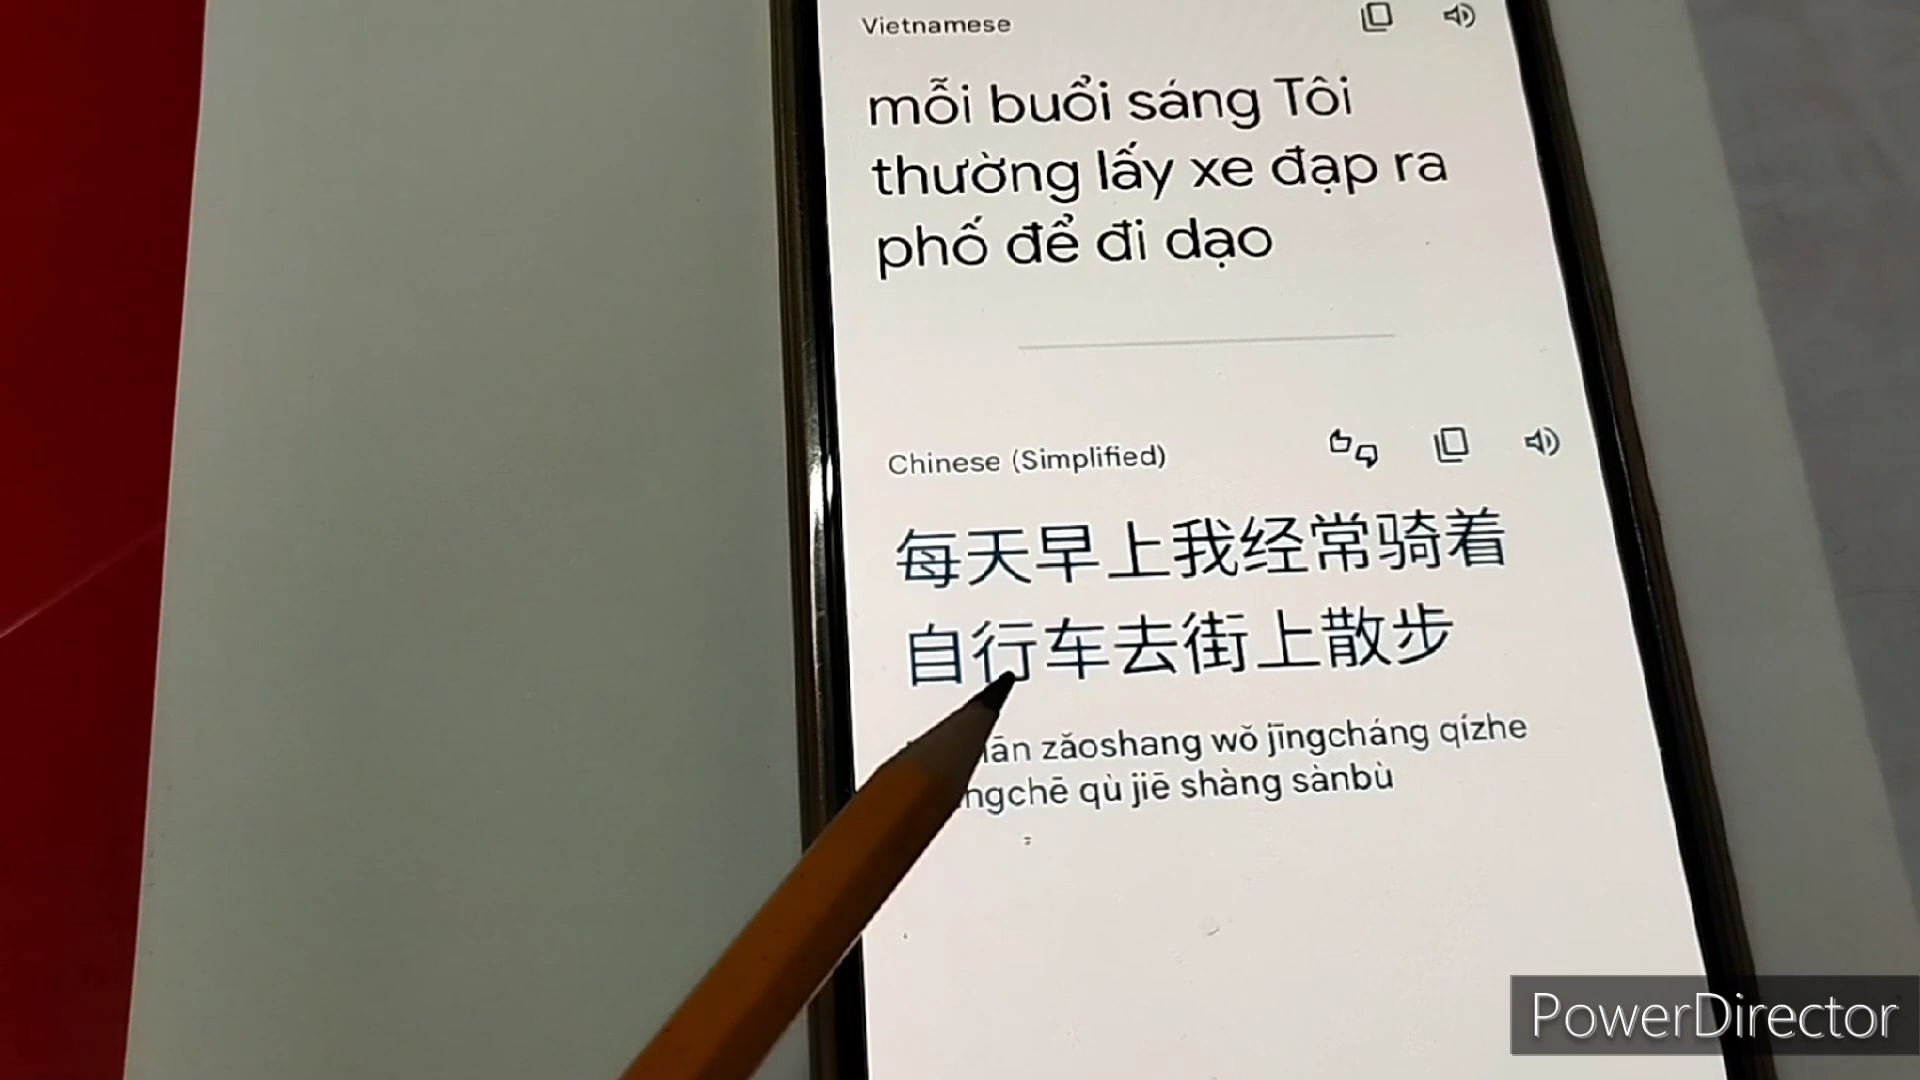 Vietnamese
mỗi buổi sáng Tôi
thường lấy xe đạp ra
phố để đi dạo
Chinese (Simplified)
每天早上我经常骑着
自行车去街上散步
zǎoshang wǒ jīngcháng qízhe
qù jiē shàng sànbù
PowerDirector